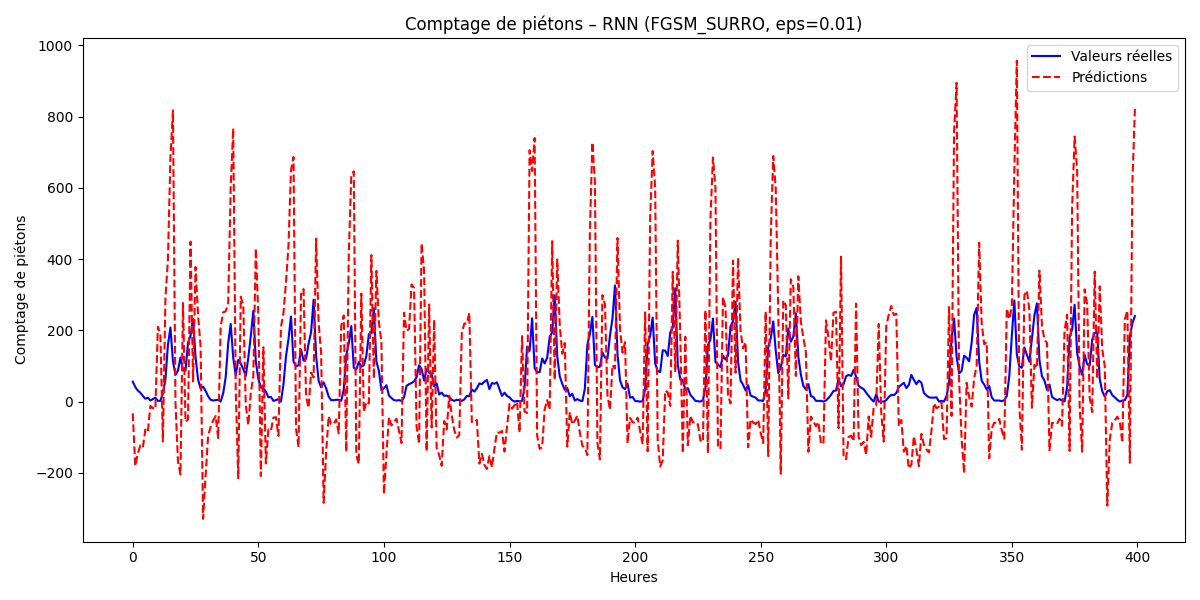 Comptage de piétons – RNN (FGSM_SURRO, eps=0.01)
Valeurs réelles
Prédictions
Comptage de piétons
1000
800
600
400
200
0
−200
0 50 100 150 200 250 300 350 400
Heures